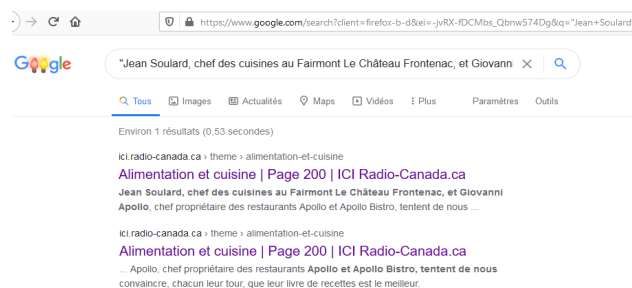 https://www.google.com/search?client=firefox-b-d&ei=-jvRX-fDCMbs_Qbnw574Dg&q="Jean+Soulard
Google "Jean Soulard, chef des cuisines au Fairmont Le Château Frontenac, et Giovanni
Tous Images Actualités Maps Vidéos Plus Paramètres Outils
Environ 1 résultats (0,53 secondes)
ici.radio-canada.ca › theme › alimentation-et-cuisine
Alimentation et cuisine | Page 200 | ICI Radio-Canada.ca
Jean Soulard, chef des cuisines au Fairmont Le Château Frontenac, et Giovanni
Apollo, chef propriétaire des restaurants Apollo et Apollo Bistro, tentent de nous ...
ici.radio-canada.ca › theme › alimentation-et-cuisine
Alimentation et cuisine | Page 200 | ICI Radio-Canada.ca
... Apollo, chef propriétaire des restaurants Apollo et Apollo Bistro, tentent de nous
convaincre, chacun leur tour, que leur livre de recettes est le meilleur.